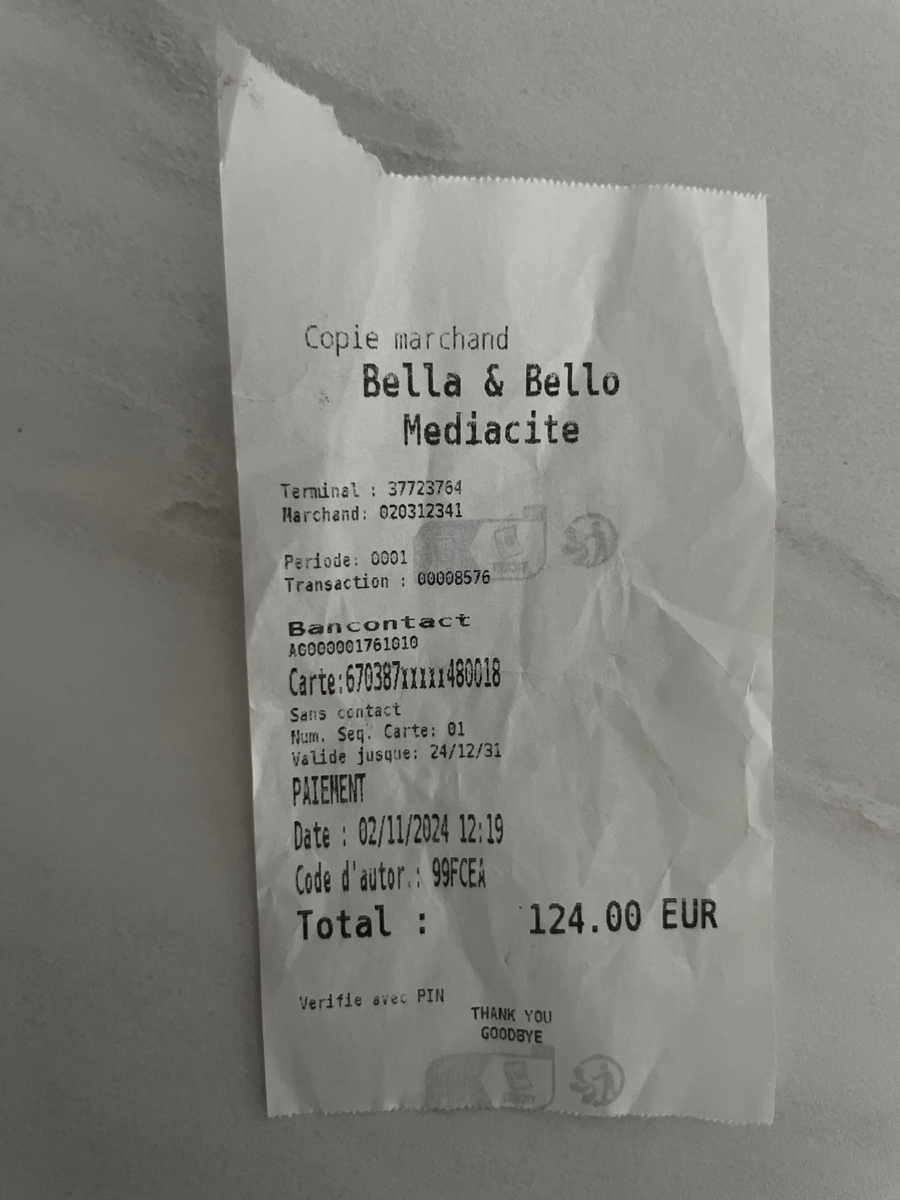 Copie marchand
Bella & Bello
Mediacite
Terminal : 37723764
Marchand: 020312341
Periode: 0001
Transaction : 00008576
Bancontact
A0000001761010
Carte:670387xxxxx480018
Sans contact
Num. Seq. Carte: 01
Valide jusque: 24/12/31
PAIEMENT
Date : 02/11/2024 12:19
Code d'autor.: 99FCEA
Total : 124.00 EUR
Verifie avec PIN
THANK YOU
GOODBYE